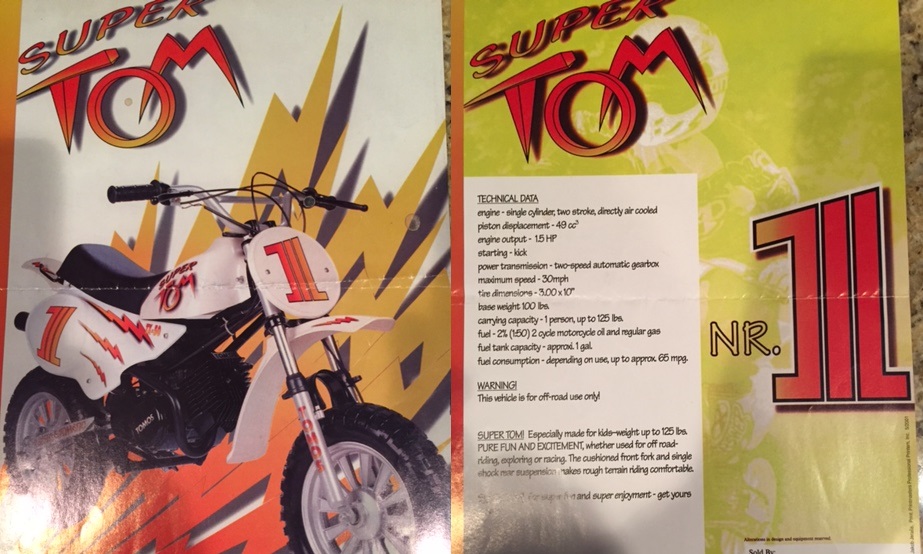 SUPER
TOM
1
SUPER
TOM
1
TOMOS
SUPER
TOM
TECHNICAL DATA
engine - single cylinder, two stroke, directly air cooled
piston displacement - 49 cc³
engine output - 1.5 HP
starting - kick
power transmission - two-speed automatic gearbox
maximum speed - 30mph
tire dimensions - 3.00 x 10"
base weight 100 lbs.
carrying capacity - 1 person, up to 125 lbs.
fuel - 2% (1:50) 2 cycle motorcycle oil and regular gas
fuel tank capacity - approx. 1 gal.
fuel consumption - depending on use, up to approx. 65 mpg.
WARNING!
This vehicle is for off-road use only!
NR. 1
SUPER TOM! Especially made for kids-weight up to 125 lbs.
PURE FUN AND EXCITEMENT, whether used for off road-
riding, exploring or racing. The cushioned front fork and single
shock rear suspension makes rough terrain riding comfortable.
and super enjoyment - get yours
Alterations in design and equipment reserved.
Sold By: